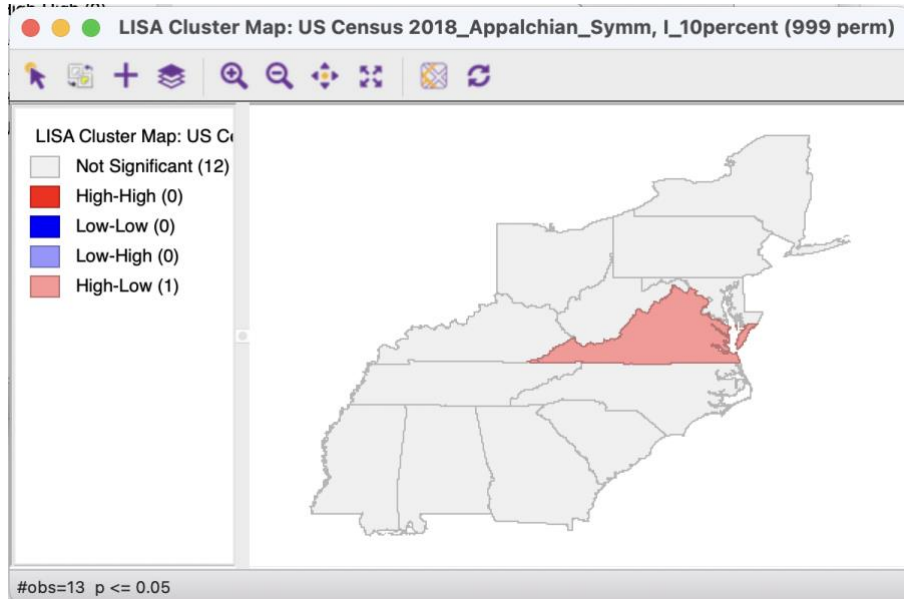 LISA Cluster Map: US Census 2018_Appalchian_Symm, I_10percent (999 perm)
LISA Cluster Map: US C
Not Significant (12)
High-High (0)
Low-Low (0)
Low-High (0)
High-Low (1)
#obs=13 p <= 0.05